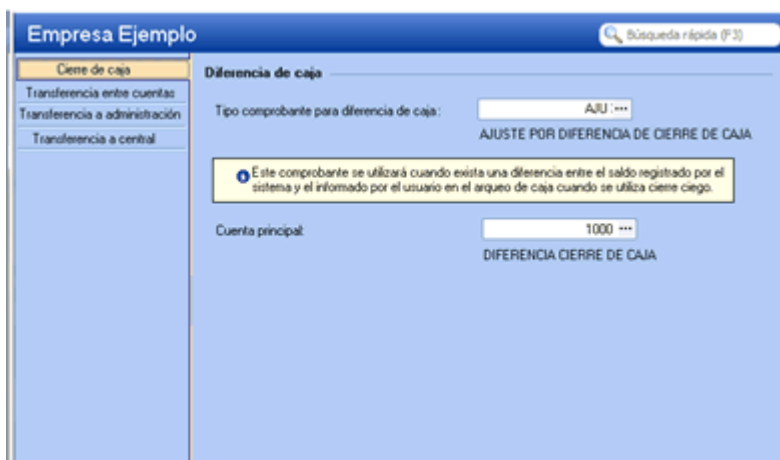 Empresa Ejemplo
Búsqueda rápida (F3)
Cierre de caja
Transferencia entre cuentas
Transferencia a administración
Transferencia a central
Diferencia de caja
Tipo comprobante para diferencia de caja:
AJU ...
AJUSTE POR DIFERENCIA DE CIERRE DE CAJA
Este comprobante se utilizará cuando exista una diferencia entre el saldo registrado por el
sistema y el informado por el usuario en el arqueo de caja cuando se utiliza cierre ciego.
Cuenta principal:
1000 ...
DIFERENCIA CIERRE DE CAJA